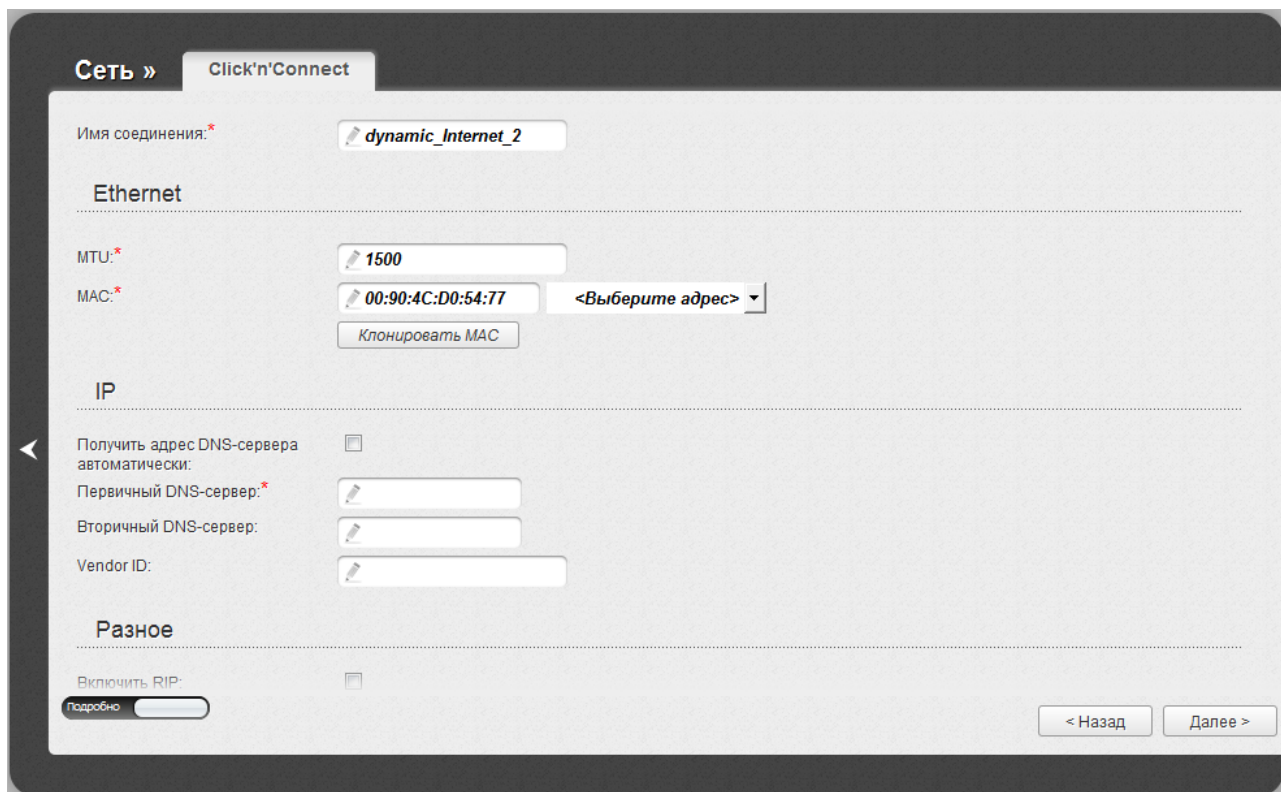 Сеть »
Click'n'Connect
Имя соединения:*
dynamic_Internet_2
Ethernet
MTU:*
1500
MAC:*
00:90:4C:D0:54:77
<Выберите адрес>
Клонировать MAC
IP
Получить адрес DNS-сервера
автоматически:
Первичный DNS-сервер:*
Вторичный DNS-сервер:
Vendor ID:
Разное
Включить RIP:
Подробно
< Назад
Далее >